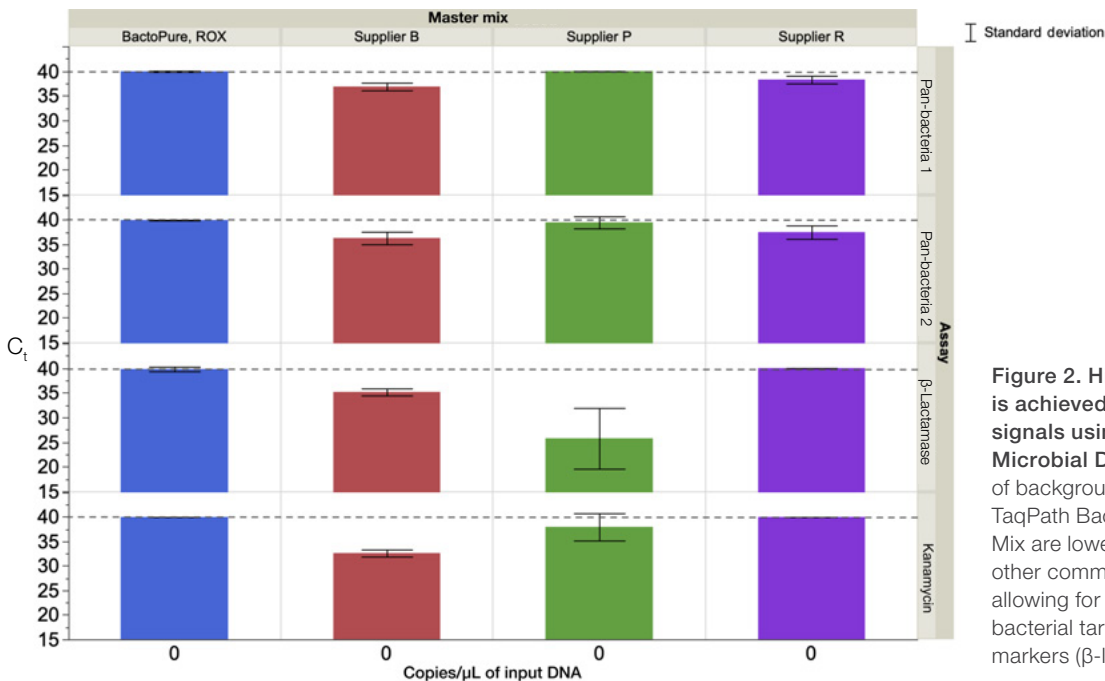 Master mix
BactoPure, ROX Supplier B Supplier P Supplier R
Standard deviation
40
35
30
25
20
15
Pan-bacteria 1
40
35
30
25
20
15
Pan-bacteria 2
40
35
30
25
20
15
β-Lactamase
40
35
30
25
20
15
Kanamycin
Assay
Ct
0 0 0 0
Copies/μL of input DNA
Figure 2. H
is achieved
signals usin
Microbial D
of backgrou
TaqPath Bac
Mix are lowe
other comm
allowing for
bacterial tar
markers (β-l